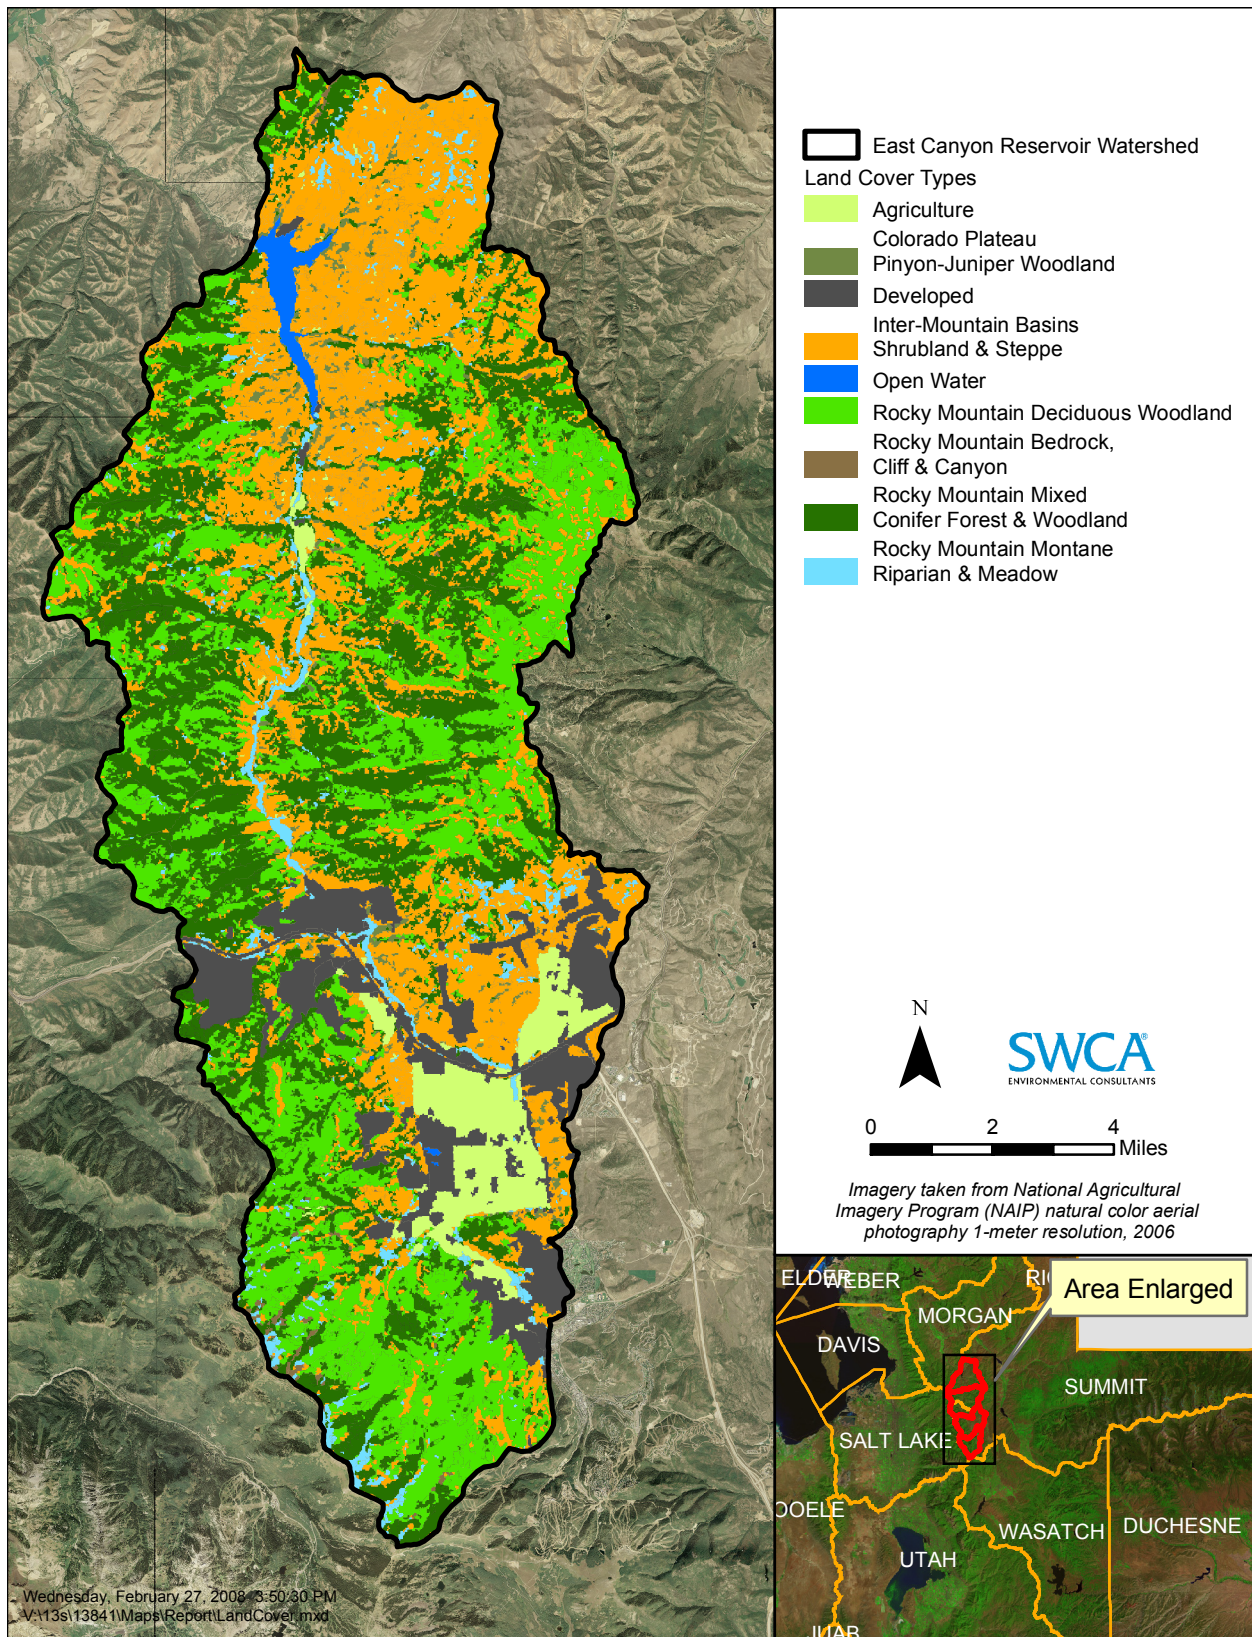 East Canyon Reservoir Watershed
Land Cover Types
Agriculture
Colorado Plateau
Pinyon-Juniper Woodland
Developed
Inter-Mountain Basins
Shrubland & Steppe
Open Water
Rocky Mountain Deciduous Woodland
Rocky Mountain Bedrock,
Cliff & Canyon
Rocky Mountain Mixed
Conifer Forest & Woodland
Rocky Mountain Montane
Riparian & Meadow
N
SWCA®
ENVIRONMENTAL CONSULTANTS
0 2 4
Miles
Imagery taken from National Agricultural
Imagery Program (NAIP) natural color aerial
photography 1-meter resolution, 2006
ELDER
WEBER
RIC
Area Enlarged
MORGAN
DAVIS
SUMMIT
SALT LAKE
OOELE
WASATCH
DUCHESNE
UTAH
JUAB
Wednesday, February 27, 2008 3:50:30 PM
V:\13s\13841\Maps\Report\LandCover.mxd